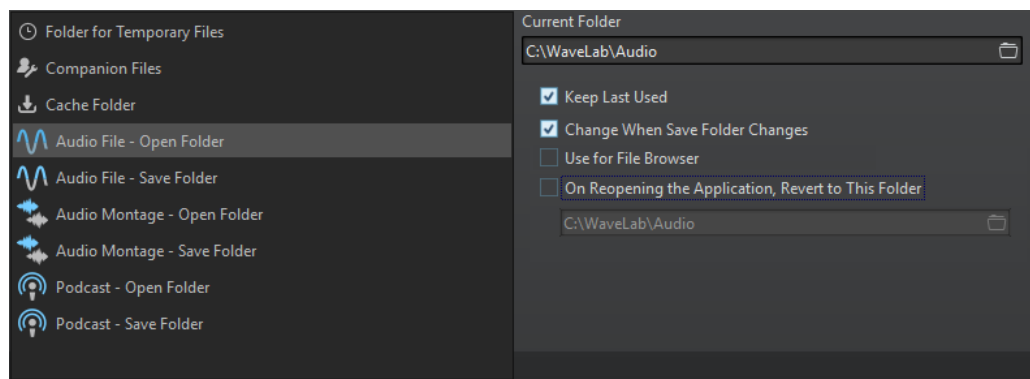 Folder for Temporary Files
Companion Files
Cache Folder
Audio File - Open Folder
Audio File - Save Folder
Audio Montage - Open Folder
Audio Montage - Save Folder
Podcast - Open Folder
Podcast - Save Folder
Current Folder
C:\WaveLab\Audio
Keep Last Used
Change When Save Folder Changes
Use for File Browser
On Reopening the Application, Revert to This Folder
C:\WaveLab\Audio